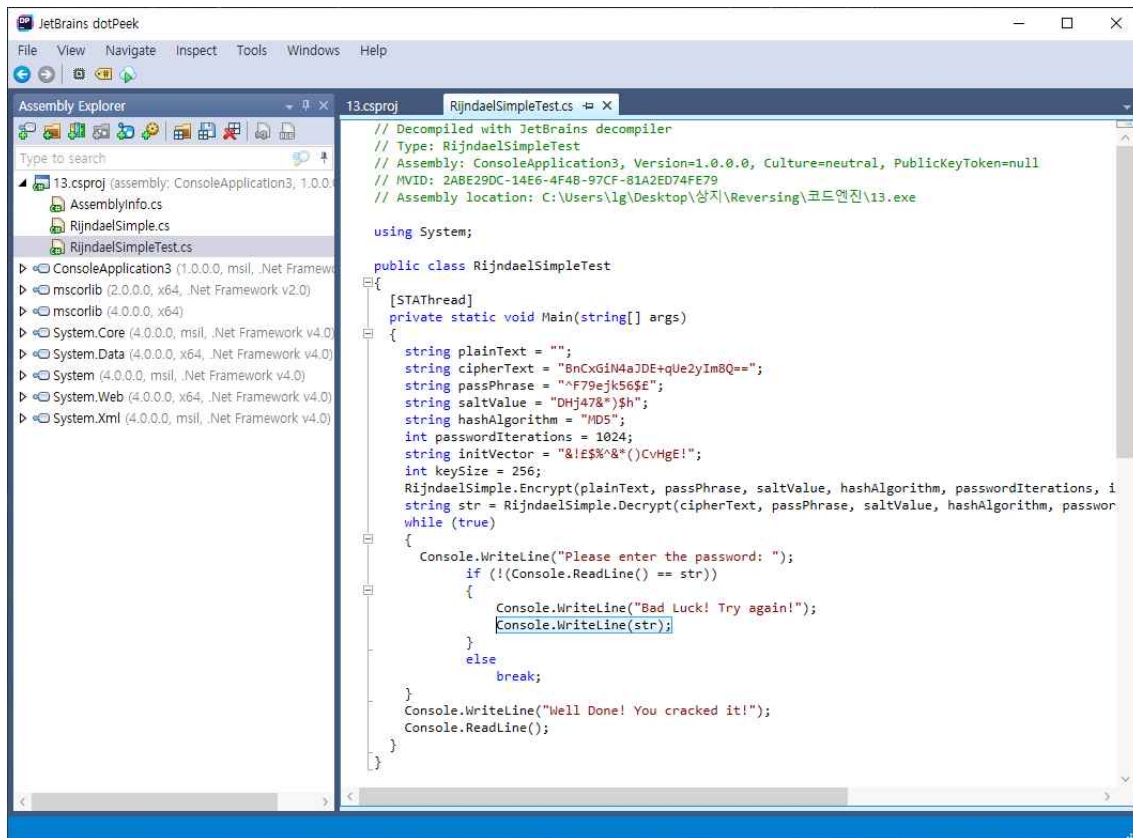 JetBrains dotPeek
File View Navigate Inspect Tools Windows Help
Assembly Explorer
Type to search
13.csproj (assembly: ConsoleApplication3, 1.0.0.
AssemblyInfo.cs
RijndaelSimple.cs
RijndaelSimpleTest.cs
ConsoleApplication3 (1.0.0.0, msil, .Net Framew
mscorlib (2.0.0.0, x64, .Net Framework v2.0)
mscorlib (4.0.0.0, x64)
System.Core (4.0.0.0, msil, .Net Framework v4.0)
System.Data (4.0.0.0, x64, .Net Framework v4.0)
System (4.0.0.0, msil, .Net Framework v4.0)
System.Web (4.0.0.0, x64, .Net Framework v4.0)
System.Xml (4.0.0.0, msil, .Net Framework v4.0)
13.csproj RijndaelSimpleTest.cs
// Decompiled with JetBrains decompiler
// Type: RijndaelSimpleTest
// Assembly: ConsoleApplication3, Version=1.0.0.0, Culture=neutral, PublicKeyToken=null
// MVID: 2ABE29DC-14E6-4F4B-97CF-81A2ED74FE79
// Assembly location: C:\Users\lg\Desktop\상지\Reversing\코드엔진\13.exe
using System;
public class RijndaelSimpleTest
{
[STAThread]
private static void Main(string[] args)
{
string plainText = "";
string cipherText = "BnCxGiN4aJDE+qUe2yIm8Q==";
string passPhrase = "^F79ejk56$£";
string saltValue = "DHj47&*)$h";
string hashAlgorithm = "MD5";
int passwordIterations = 1024;
string initVector = "&!£$%^&*()CvHgE!";
int keySize = 256;
RijndaelSimple.Encrypt(plainText, passPhrase, saltValue, hashAlgorithm, passwordIterations, i
string str = RijndaelSimple.Decrypt(cipherText, passPhrase, saltValue, hashAlgorithm, passwor
while (true)
{
Console.WriteLine("Please enter the password: ");
if (!(Console.ReadLine() == str))
{
Console.WriteLine("Bad Luck! Try again!");
Console.WriteLine(str);
}
else
break;
}
Console.WriteLine("Well Done! You cracked it!");
Console.ReadLine();
}
}